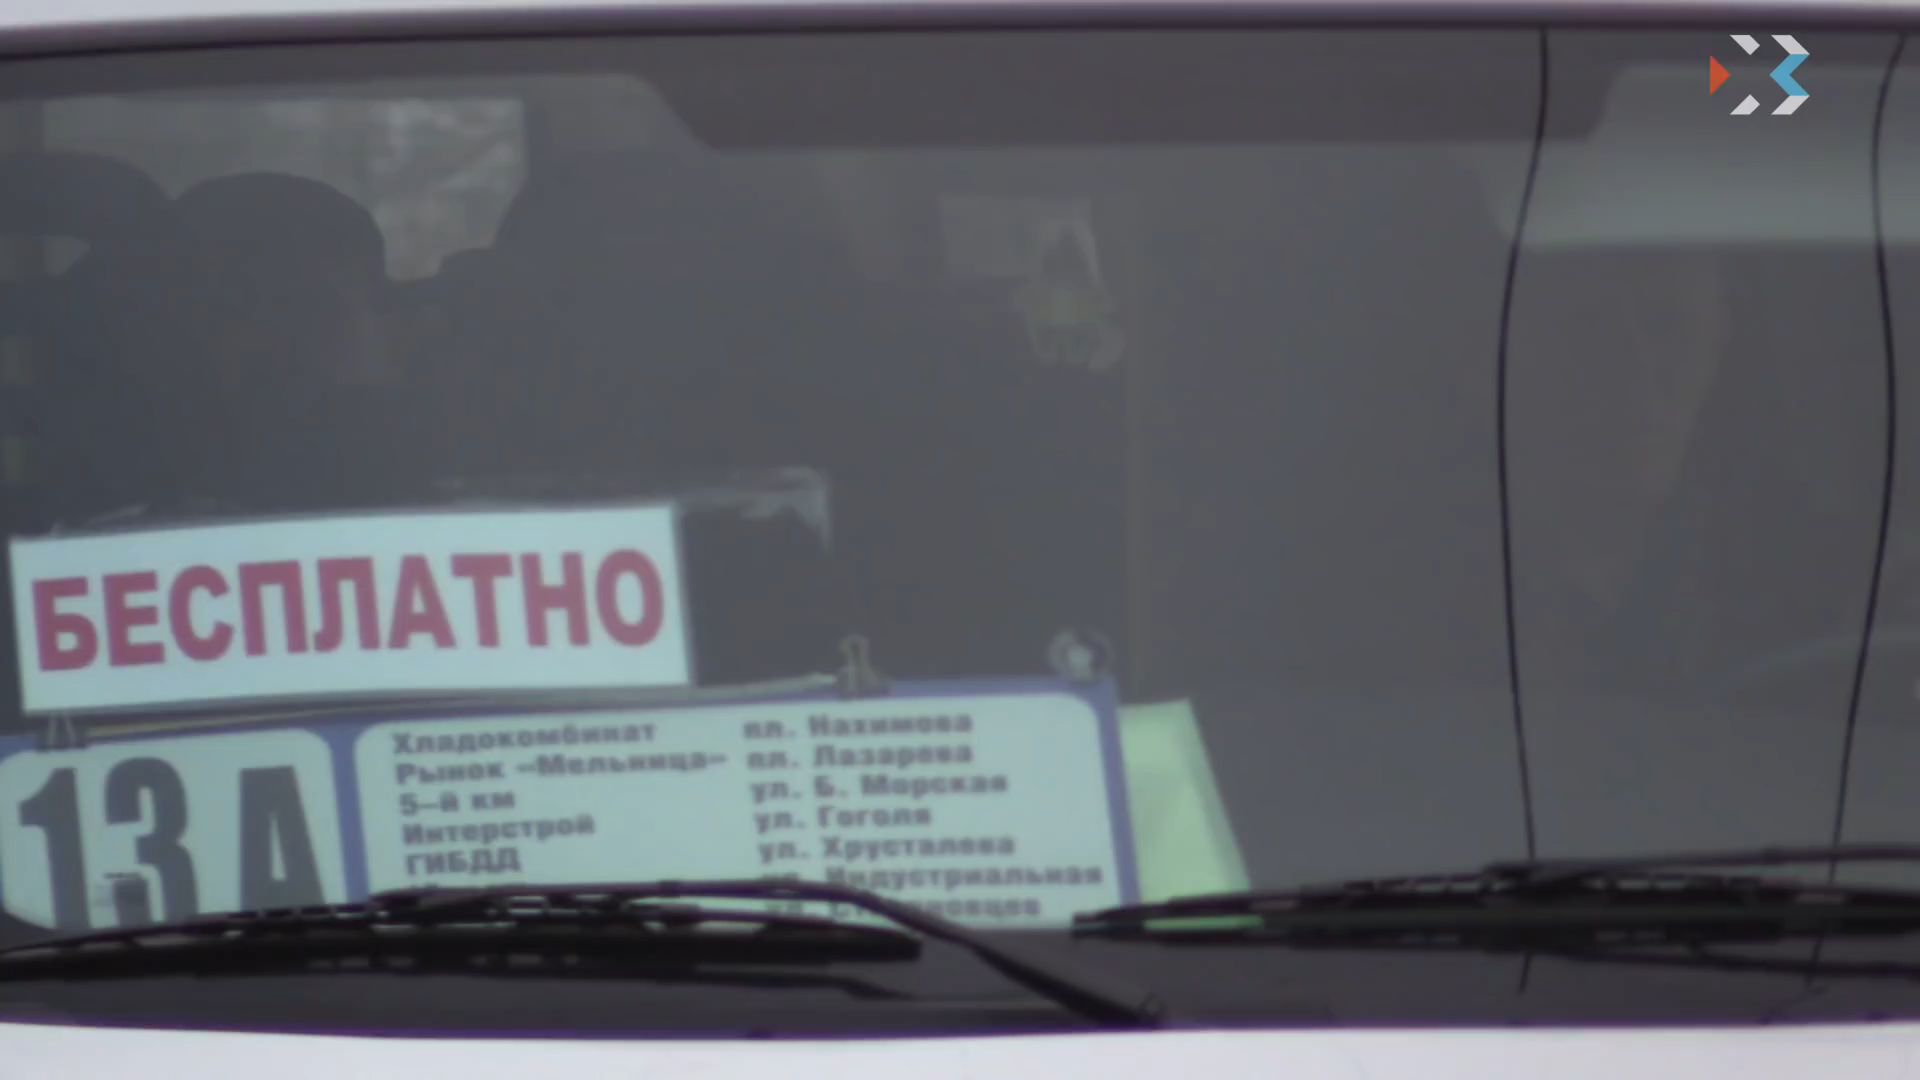 БЕСПЛАТНО
13А
Хладокомбинат
Рынок «Мельница»
5-й км
Интерстрой
ГИБДД
пл. Нахимова
пл. Лазарева
ул. Б. Морская
ул. Гоголя
ул. Хрусталева
ул. Индустриальная
ул.